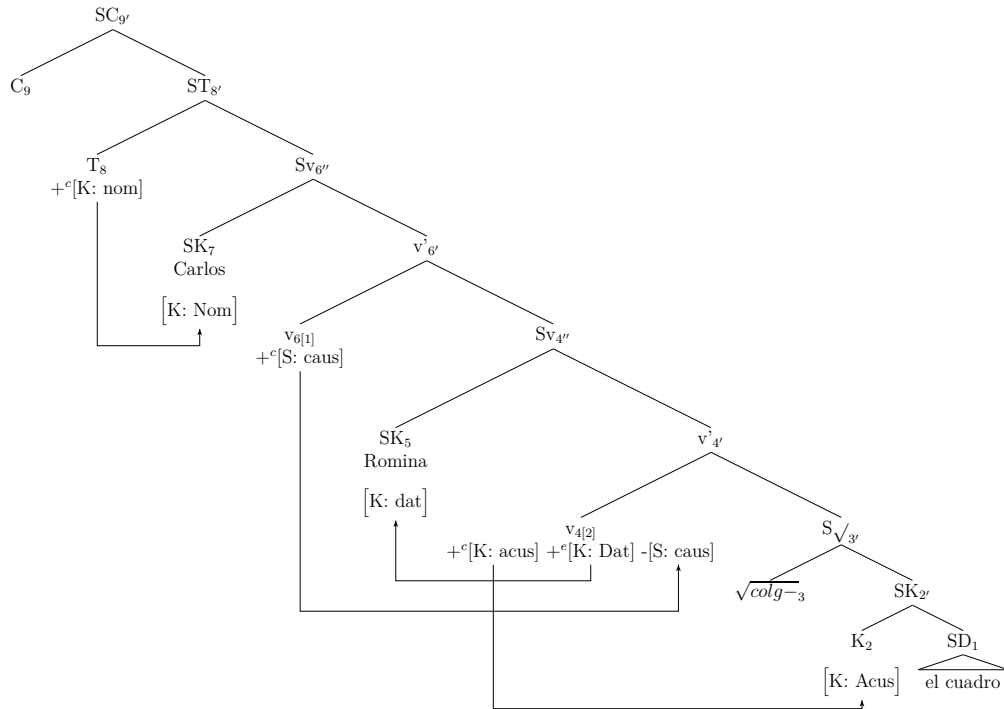 SC₉′
C₉ ST₈′
T₈ Sv₆″
+ᶜ[K: nom]
SK₇ v'₆′
Carlos
[K: Nom]
v₆[₁] Sv₄″
+ᶜ[S: caus]
SK₅ v'₄′
Romina
[K: dat]
v₄[₂] S√₃′
+ᶜ[K: acus] +ᵉ[K: Dat] -[S: caus]
√colg−₃ SK₂′
K₂ SD₁
[K: Acus] el cuadro